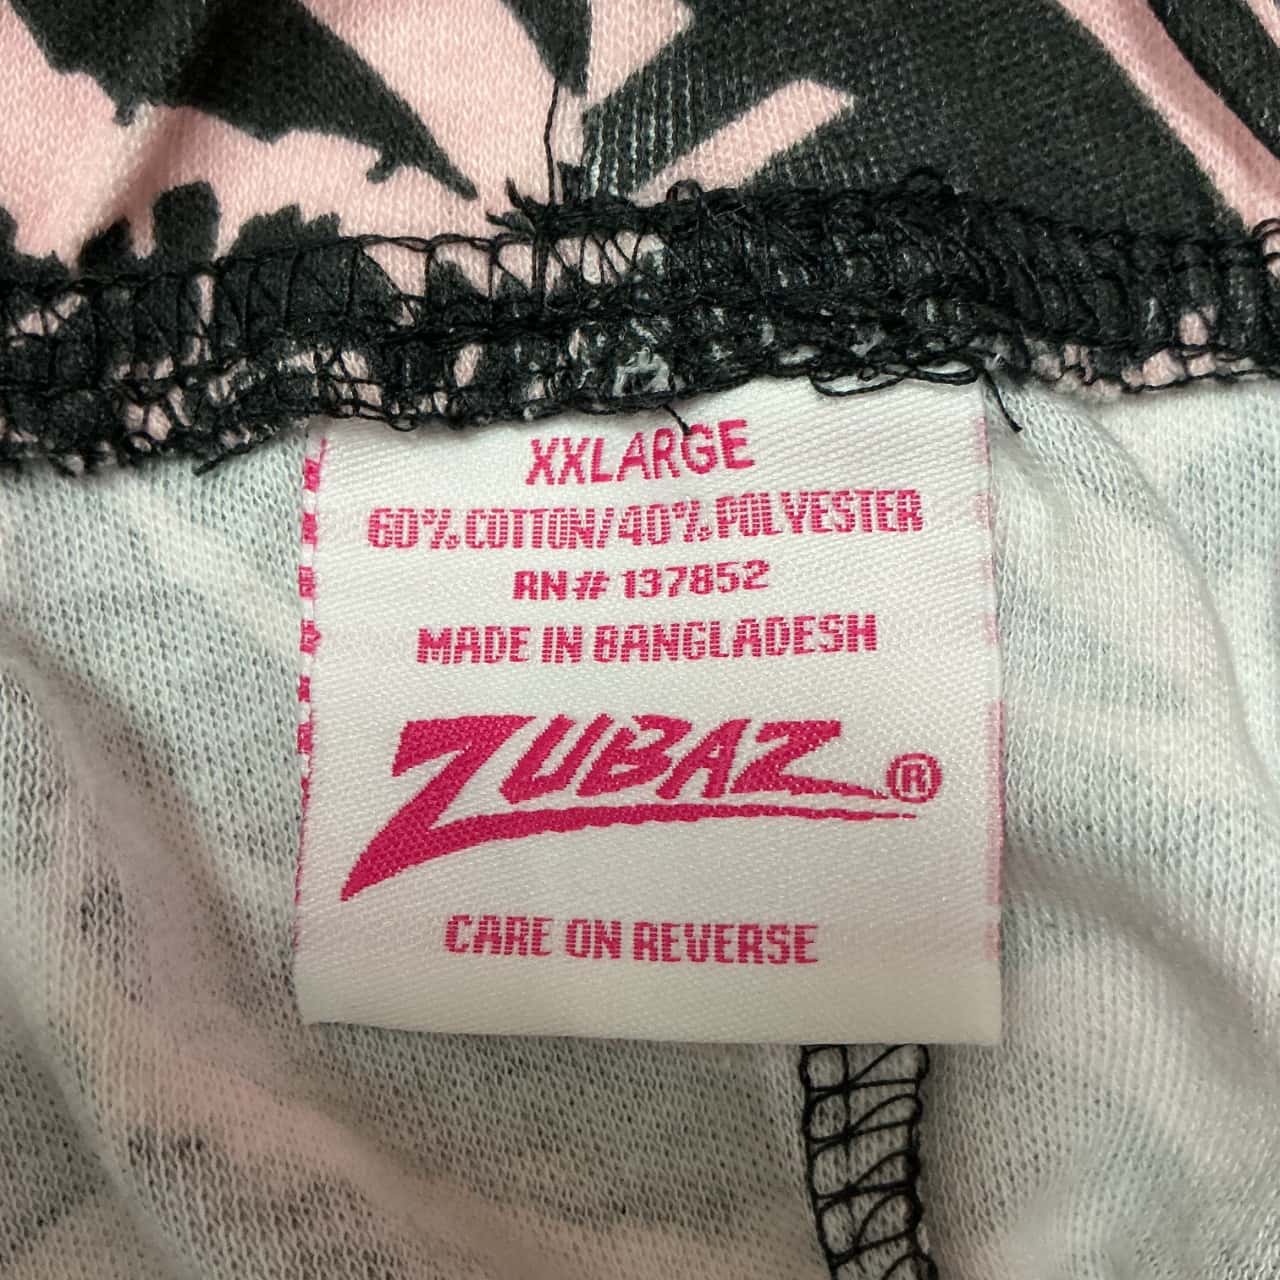 XXLARGE
60% COTTON/40% POLYESTER
RN# 137852
MADE IN BANGLADESH
ZUBAZ®
CARE ON REVERSE